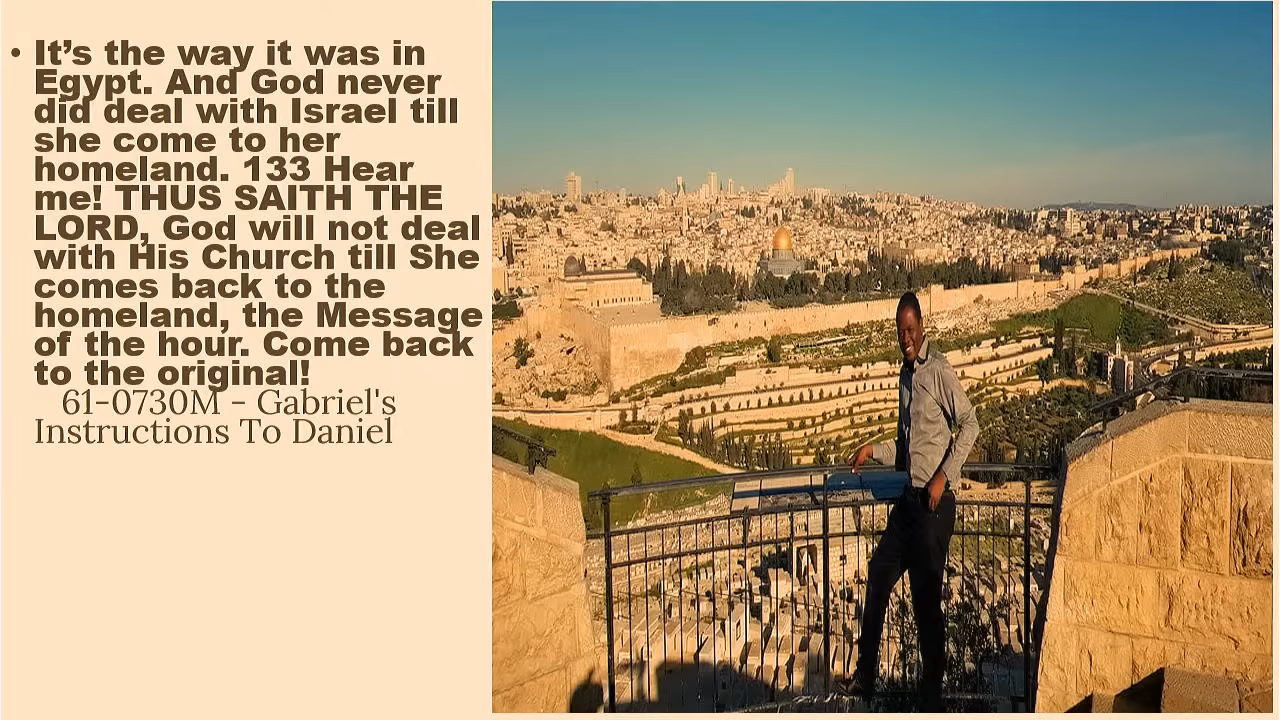 • It’s the way it was in
Egypt. And God never
did deal with Israel till
she come to her
homeland. 133 Hear
me! THUS SAITH THE
LORD, God will not deal
with His Church till She
comes back to the
homeland, the Message
of the hour. Come back
to the original!
61-0730M - Gabriel's
Instructions To Daniel